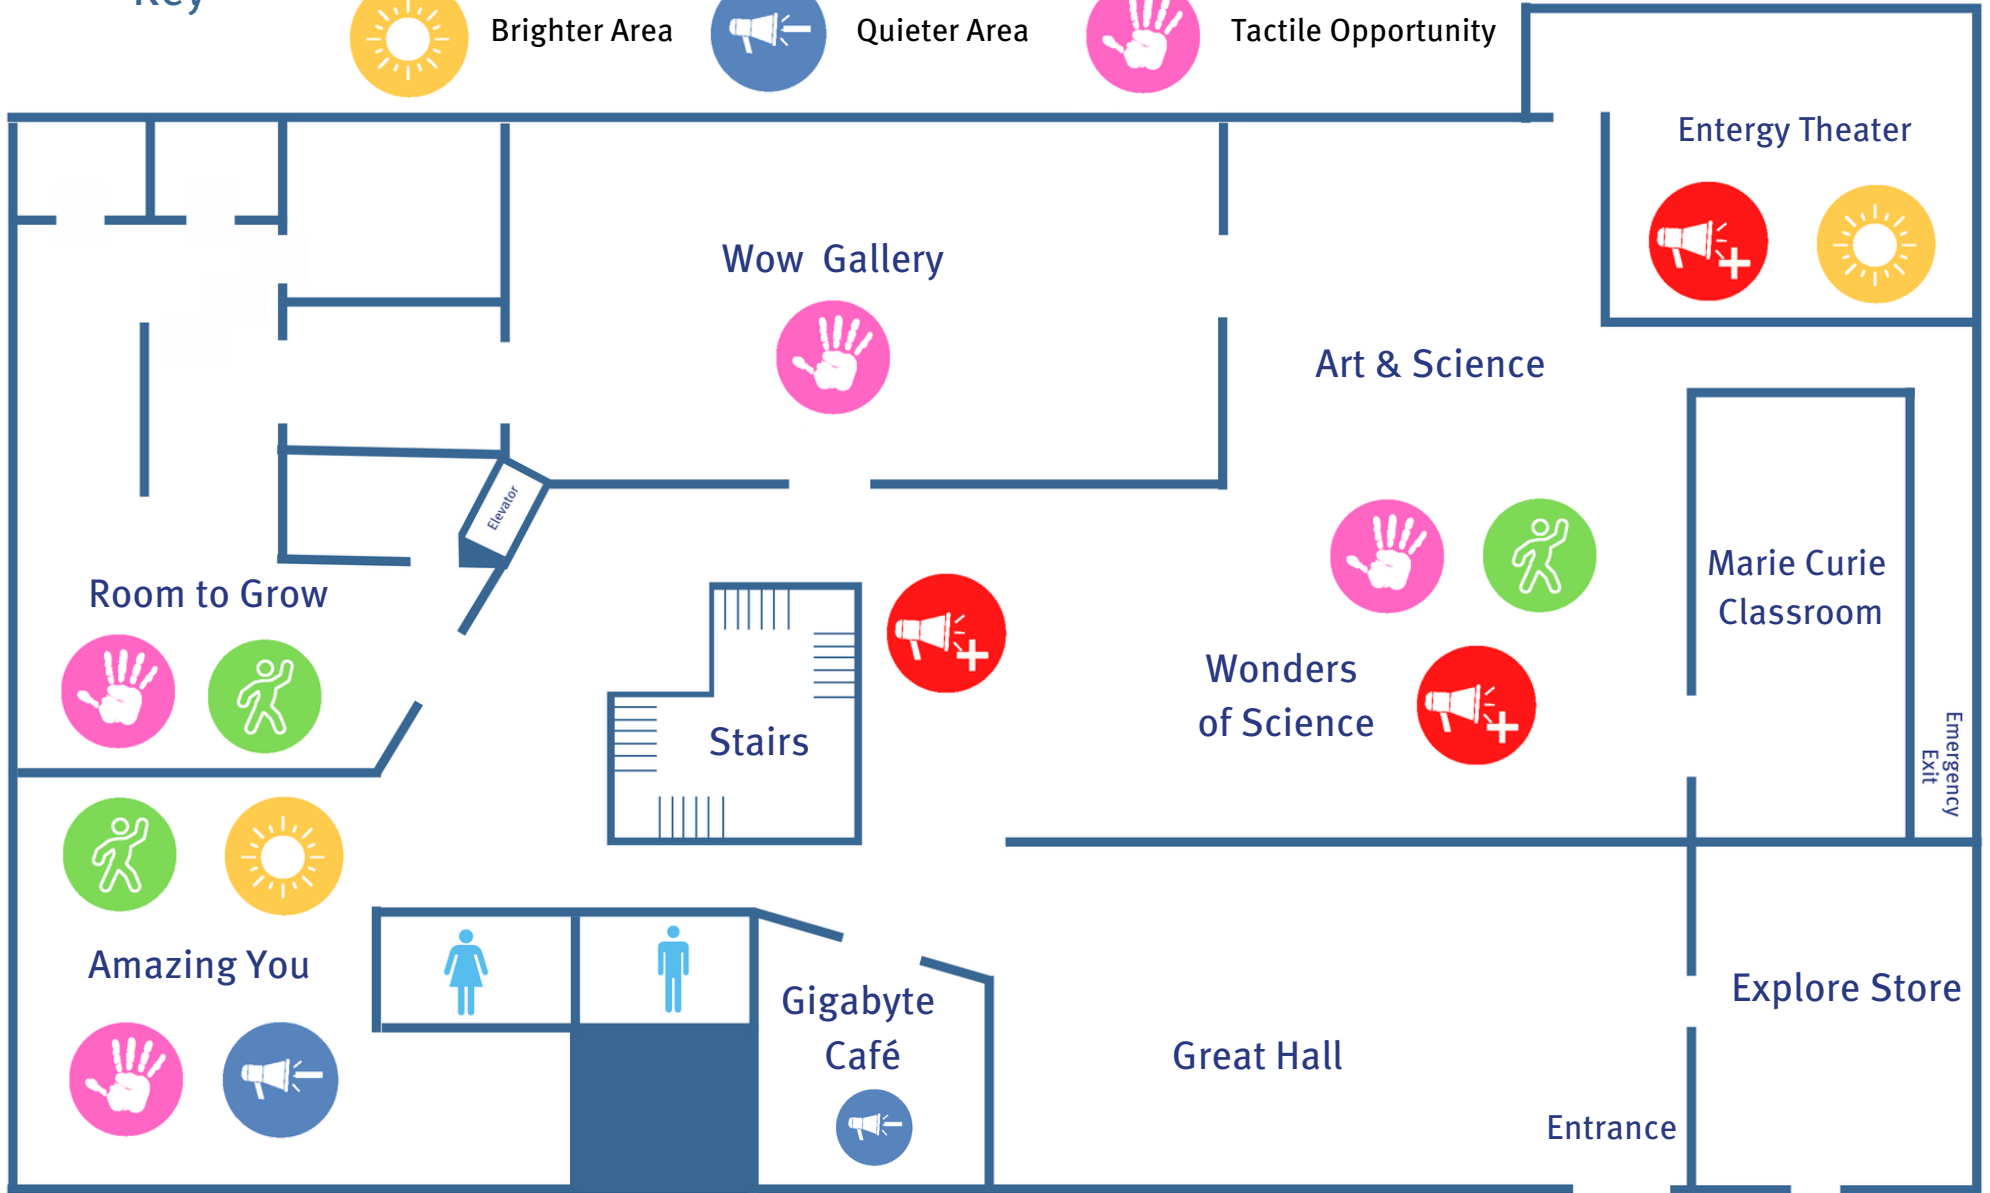 Key
Brighter Area
Quieter Area
Tactile Opportunity
Entergy Theater
Wow Gallery
Art & Science
Elevator
Room to Grow
Marie Curie
Classroom
Wonders
of Science
Stairs
Emergency
Exit
Amazing You
Gigabyte
Café
Great Hall
Explore Store
Entrance